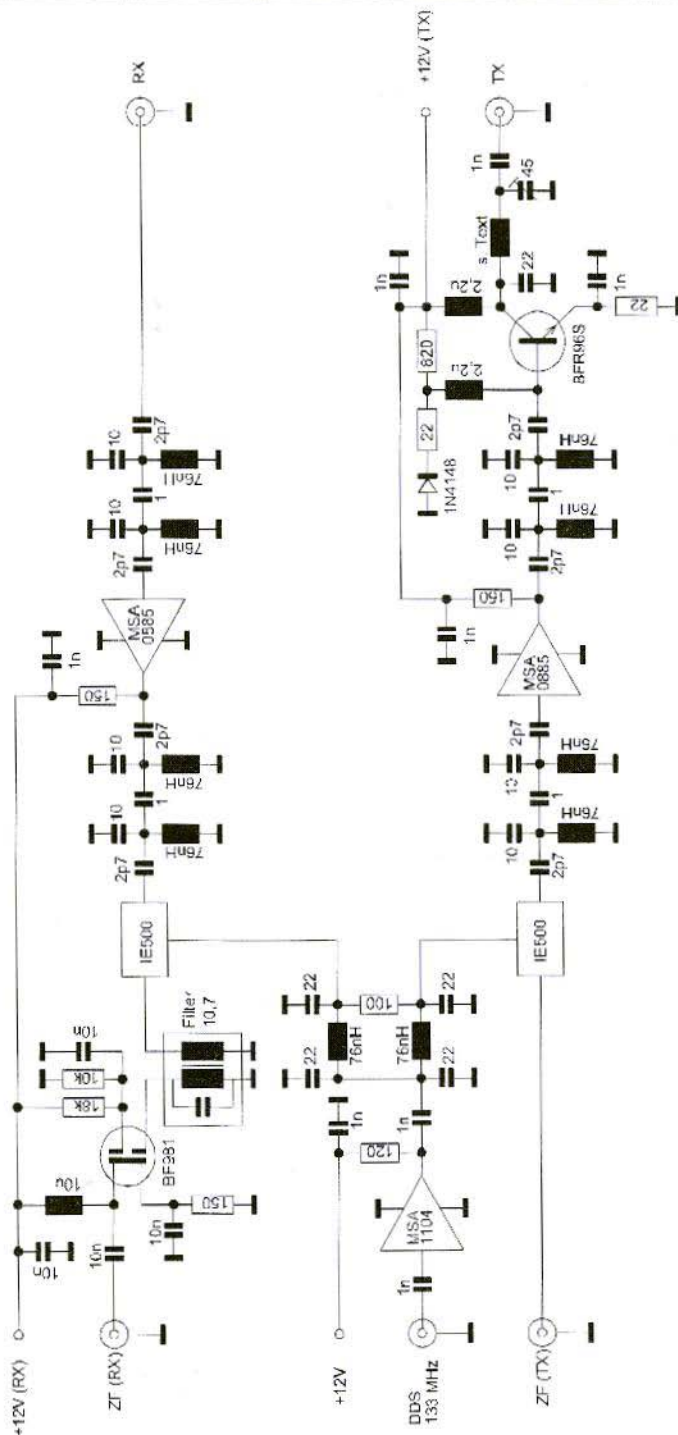 +12V (RX)
10n
10u
18k
10k
10n
ZF (RX)
10n
10n
150
BF981
Filter
10,7
IE500
2p7
10
76nH
1
10
76nH
2p7
150
1n
MSA
0585
2p7
10
76nH
1
10
76nH
2p7
RX
+12V
1n
120
DDS
133 MHz
1n
MSA
1104
1n
22
76nH
22
100
22
76nH
22
ZF (TX)
IE500
2p7
10
76nH
1
10
76nH
2p7
MSA
0885
1n
150
2p7
10
76nH
1
10
76nH
2p7
1N4148
22
820
2,2u
2,2u
1n
+12V (TX)
BFR96S
22
1n
22
s. Text
45
1n
TX